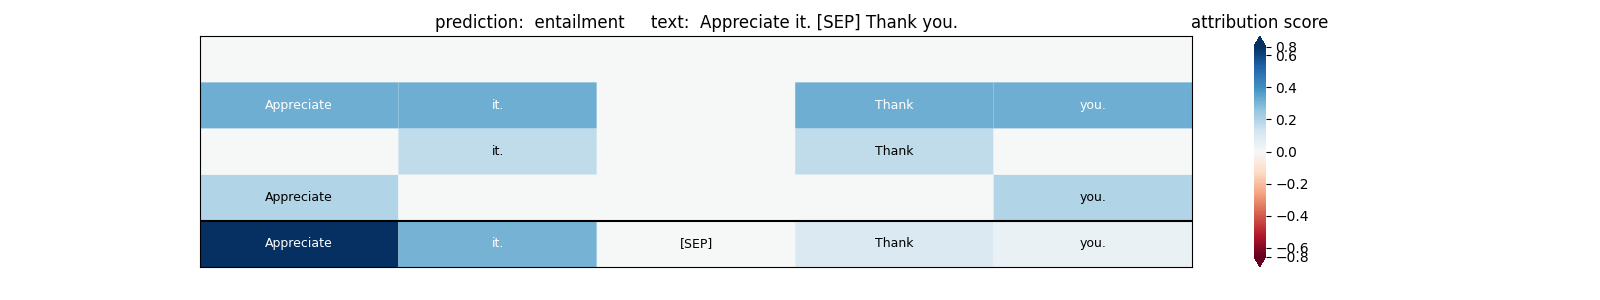 prediction:  entailment     text:  Appreciate it. [SEP] Thank you.
attribution score
Appreciate it. Thank you.
it. Thank
Appreciate you.
Appreciate it. [SEP] Thank you.
0.8
0.6
0.4
0.2
0.0
−0.2
−0.4
−0.6
−0.8